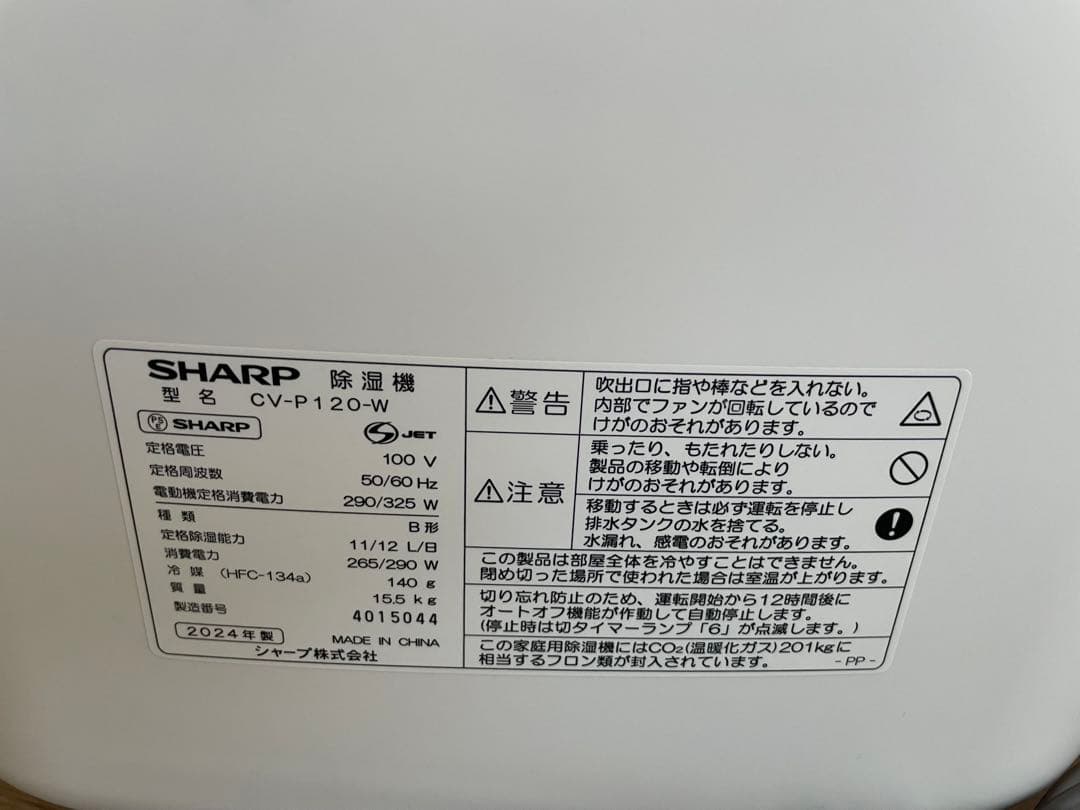 SHARP 除湿機
型名 CV-P120-W
PSE SHARP
S JET
定格電圧 100 V
定格周波数 50/60 Hz
電動機定格消費電力 290/325 W
種類 B形
定格除湿能力 11/12 L/日
消費電力 265/290 W
冷媒 (HFC-134a) 140 g
質量 15.5 kg
製造番号 4015044
2024年製 MADE IN CHINA
シャープ株式会社
警告
吹出口に指や棒などを入れない。
内部でファンが回転しているので
けがのおそれがあります。
注意
乗ったり、もたれたりしない。
製品の移動や転倒により
けがのおそれがあります。
移動するときは必ず運転を停止し
排水タンクの水を捨てる。
水漏れ、感電のおそれがあります。
この製品は部屋全体を冷やすことはできません。
閉め切った場所で使われた場合は室温が上がります。
切り忘れ防止のため、運転開始から12時間後に
オートオフ機能が作動して自動停止します。
(停止時は切タイマーランプ「6」が点滅します。)
この家庭用除湿機にはCO₂(温暖化ガス)201kgに
相当するフロン類が封入されています。 -PP-